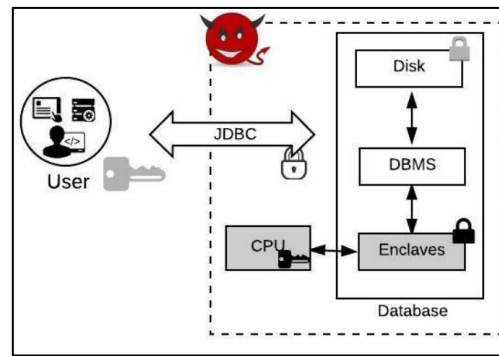 Disk
JDBC
</>
DBMS
User
CPU
Enclaves
Database